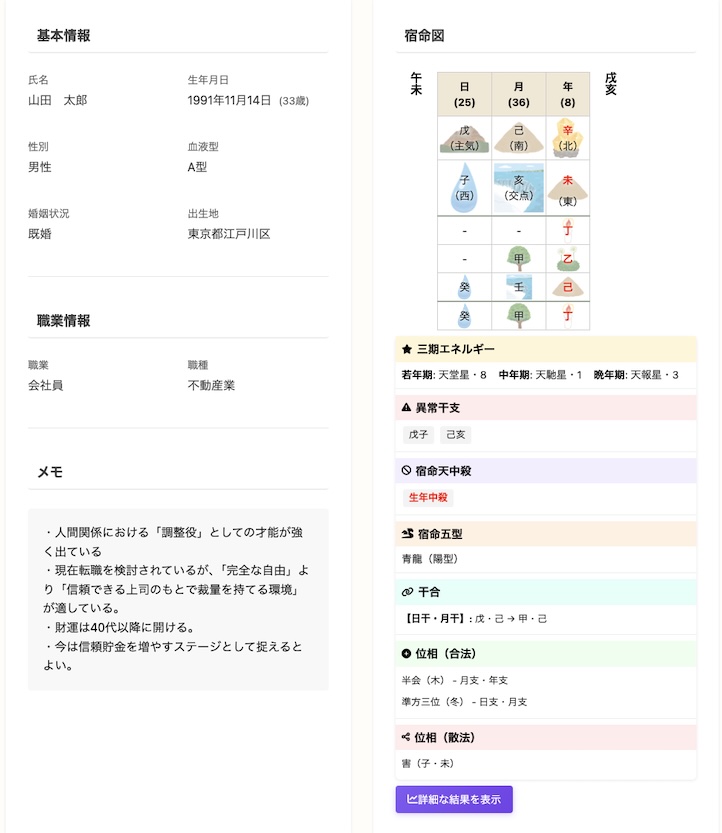 基本情報
氏名
生年月日
山田　太郎
1991年11月14日 (33歳)
性別
血液型
男性
A型
婚姻状況
出生地
既婚
東京都江戸川区
職業情報
職業
職種
会社員
不動産業
メモ
・人間関係における「調整役」としての才能が強
く出ている
・現在転職を検討されているが、「完全な自由」よ
り「信頼できる上司のもとで裁量を持てる環境」
が適している。
・財運は40代以降に開ける。
・今は信頼貯金を増やすステージとして捉えると
よい。
宿命図
午未
日 月 年
(25) (36) (8)
戌亥
戊 己 辛
(主気) (南) (北)
子 亥 未
(西) (交点) (東)
- - 丁
- 甲 乙
癸 壬 己
癸 甲 丁
三期エネルギー
若年期: 天堂星・8 中年期: 天馳星・1 晩年期: 天報星・3
異常干支
戊子 己亥
宿命天中殺
生年中殺
宿命五型
青龍（陽型）
干合
【日干・月干】: 戊・己 → 甲・己
位相（合法）
半会（木） - 月支・年支
準方三位（冬） - 日支・月支
位相（散法）
害（子・未）
詳細な結果を表示